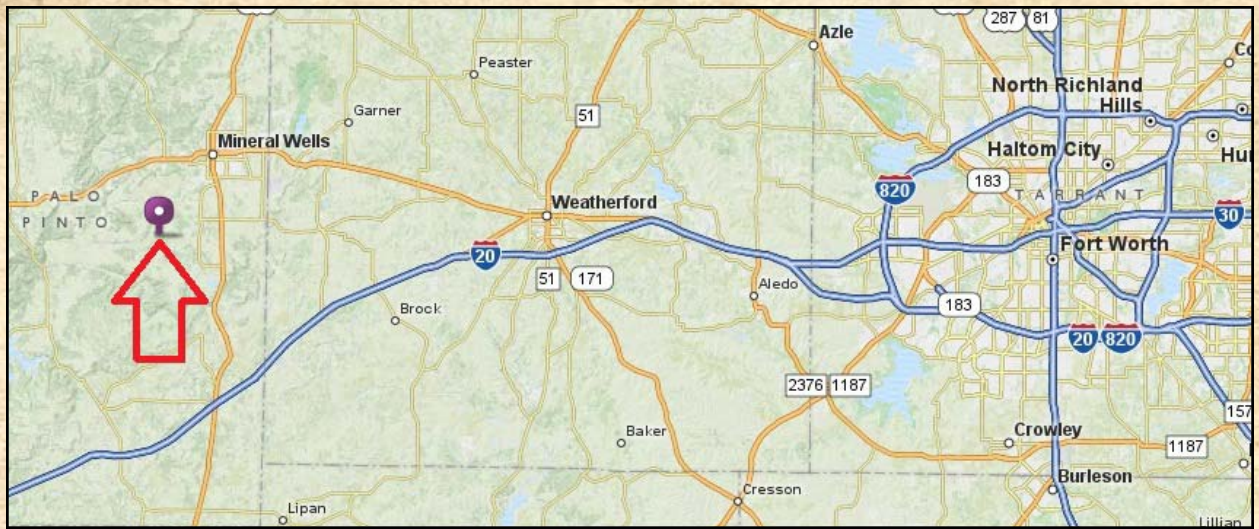 287
81
Azle
Co
Peaster
North Richland
Hills
51
Garner
Mineral Wells
Haltom City
Hur
820
183
PALO
PINTO
TARRANT
Weatherford
30
Fort Worth
20
51
171
Aledo
183
Brock
20
820
2376
1187
157
Baker
Crowley
1187
Burleson
Cresson
Lipan
Lillian